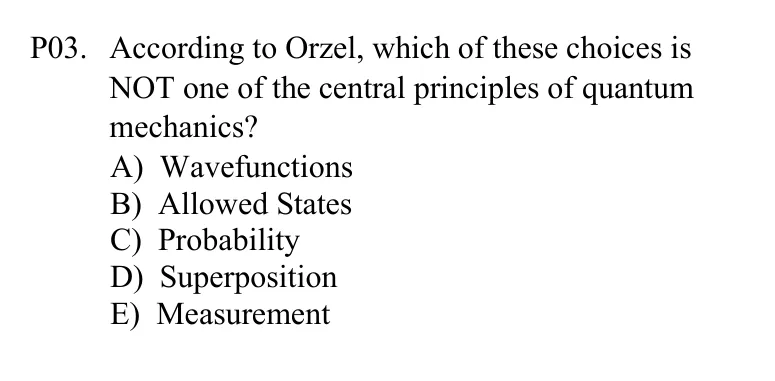 P03. According to Orzel, which of these choices is
NOT one of the central principles of quantum
mechanics?
A) Wavefunctions
B) Allowed States
C) Probability
D) Superposition
E) Measurement